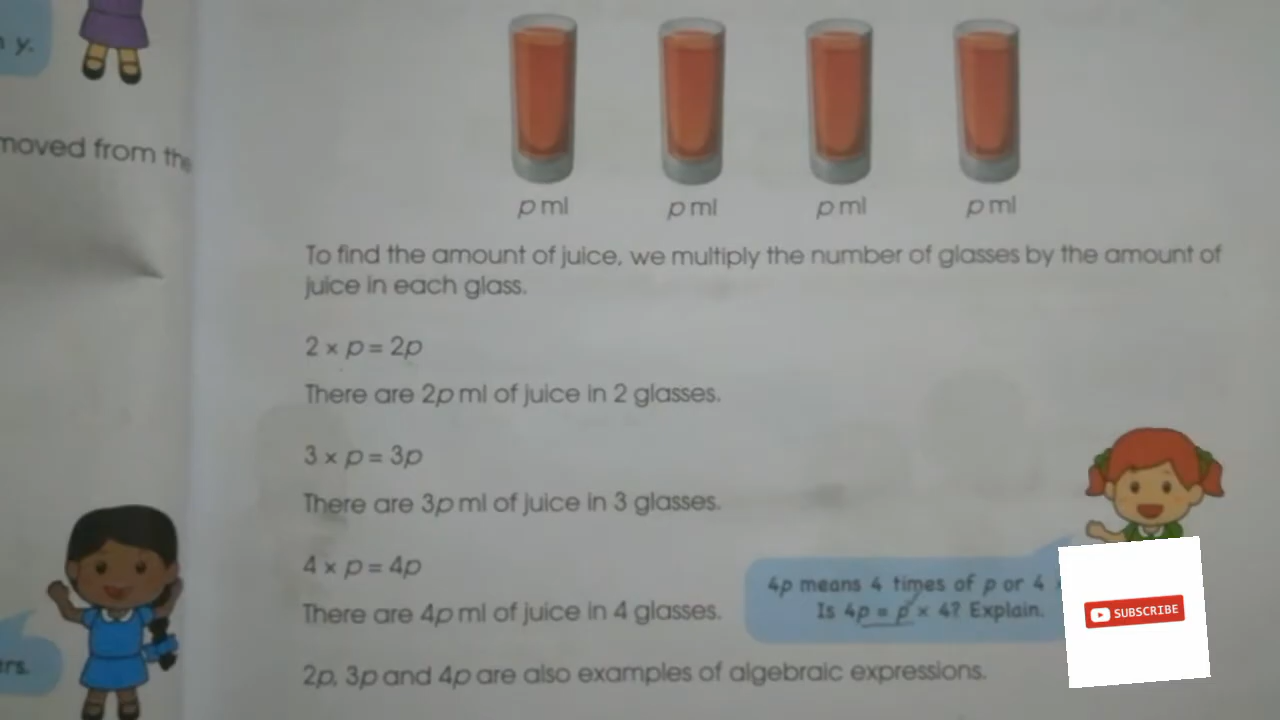 y.
moved from the
rs.
p ml p ml p ml p ml
To find the amount of juice, we multiply the number of glasses by the amount of
juice in each glass.
2 × p = 2p
There are 2p ml of juice in 2 glasses.
3 × p = 3p
There are 3p ml of juice in 3 glasses.
4 × p = 4p
There are 4p ml of juice in 4 glasses.
4p means 4 times of p or 4
Is 4p = p × 4? Explain.
2p, 3p and 4p are also examples of algebraic expressions.
SUBSCRIBE